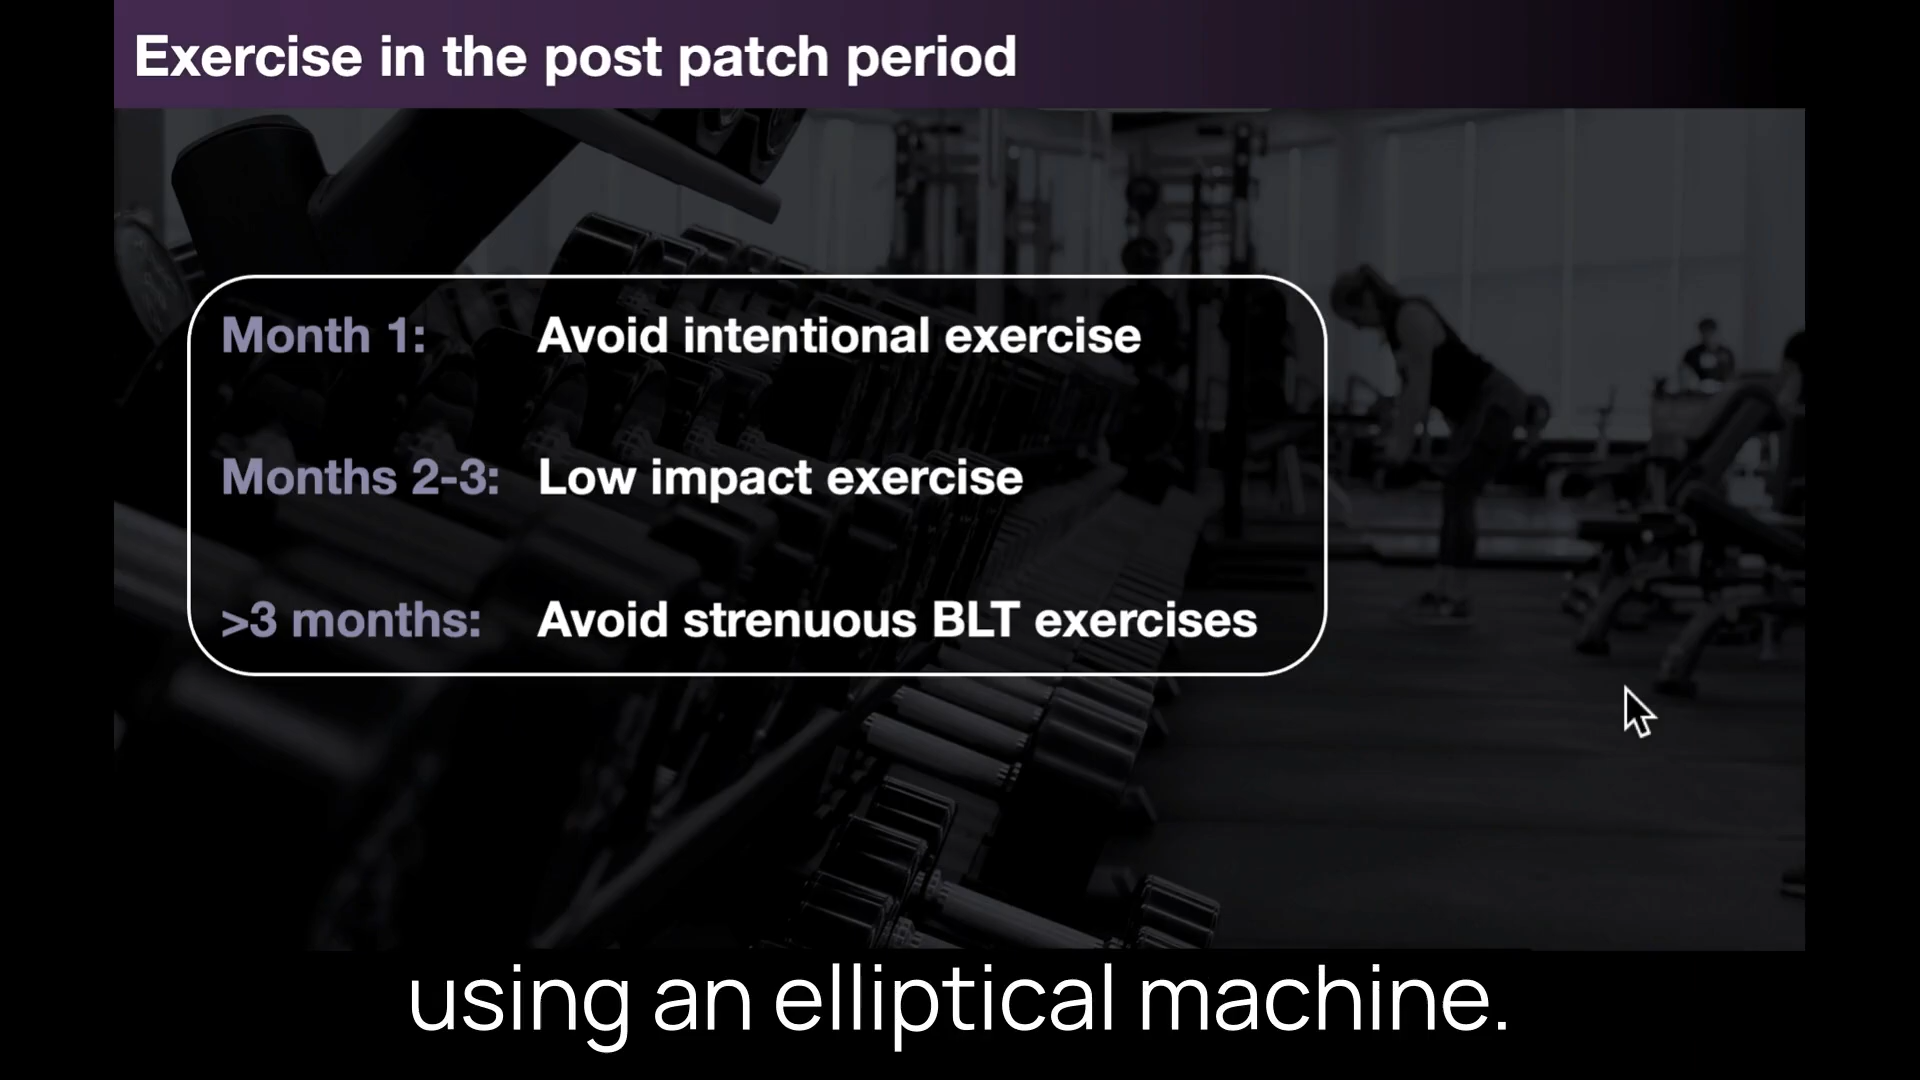 Exercise in the post patch period
Month 1: Avoid intentional exercise
Months 2-3: Low impact exercise
>3 months: Avoid strenuous BLT exercises
using an elliptical machine.